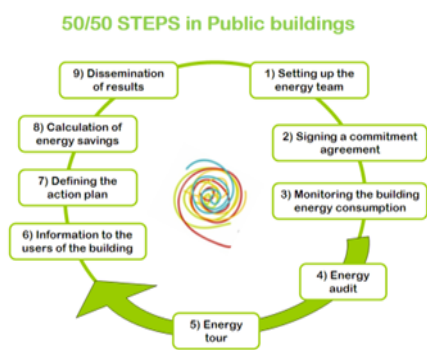 50/50 STEPS in Public buildings
1) Setting up the
energy team
2) Signing a commitment
agreement
3) Monitoring the building
energy consumption
4) Energy
audit
5) Energy
tour
6) Information to the
users of the building
7) Defining the
action plan
8) Calculation of
energy savings
9) Dissemination
of results